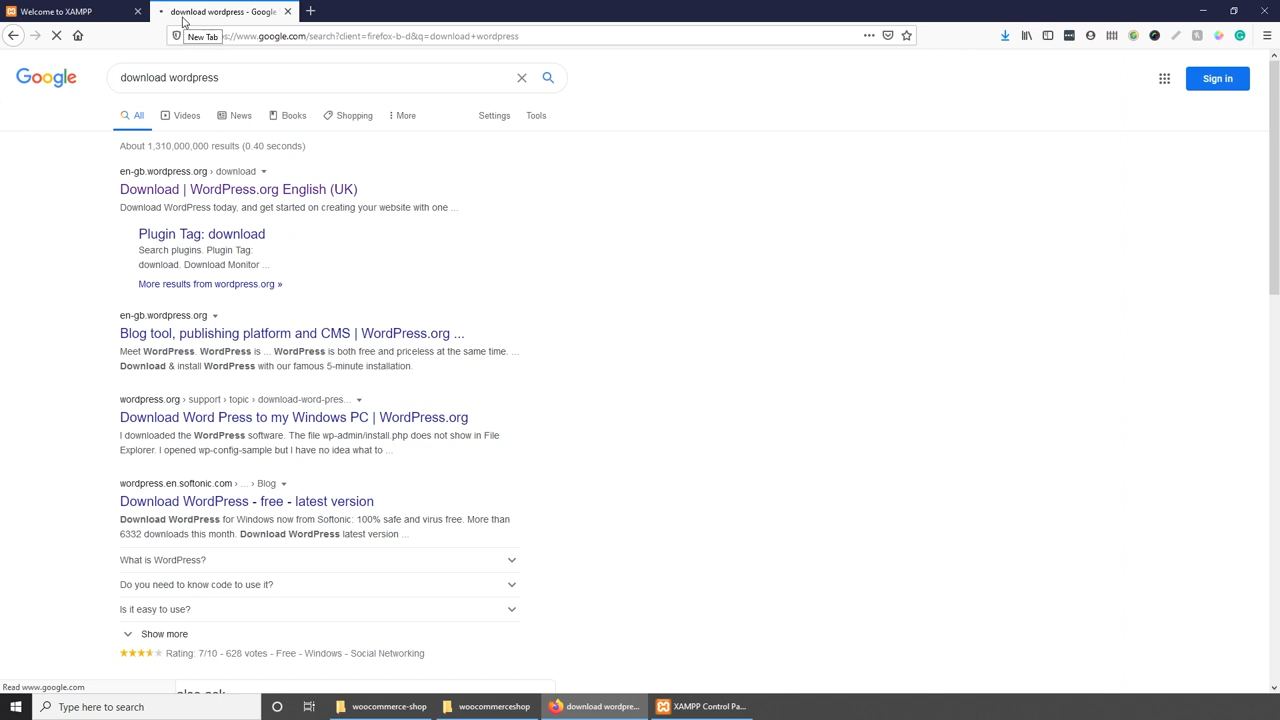 Welcome to XAMPP
download wordpress - Google
New Tab
s://www.google.com/search?client=firefox-b-d&q=download+wordpress
Google
download wordpress
Sign in
All
Videos
News
Books
Shopping
More
Settings
Tools
About 1,310,000,000 results (0.40 seconds)
en-gb.wordpress.org › download
Download | WordPress.org English (UK)
Download WordPress today, and get started on creating your website with one ...
Plugin Tag: download
Search plugins. Plugin Tag:
download. Download Monitor ...
More results from wordpress.org »
en-gb.wordpress.org
Blog tool, publishing platform and CMS | WordPress.org ...
Meet WordPress. WordPress is ... WordPress is both free and priceless at the same time. ...
Download & install WordPress with our famous 5-minute installation.
wordpress.org › support › topic › download-word-pres...
Download Word Press to my Windows PC | WordPress.org
I downloaded the WordPress software. The file wp-admin/install.php does not show in File
Explorer. I opened wp-config-sample but I have no idea what to ...
wordpress.en.softonic.com › ... › Blog
Download WordPress - free - latest version
Download WordPress for Windows now from Softonic: 100% safe and virus free. More than
6332 downloads this month. Download WordPress latest version ...
What is WordPress?
Do you need to know code to use it?
Is it easy to use?
Show more
Rating: 7/10 - 628 votes - Free - Windows - Social Networking
Read www.google.com
also ask
Type here to search
woocommerce-shop
woocommerceshop
download wordpre...
XAMPP Control Pa...